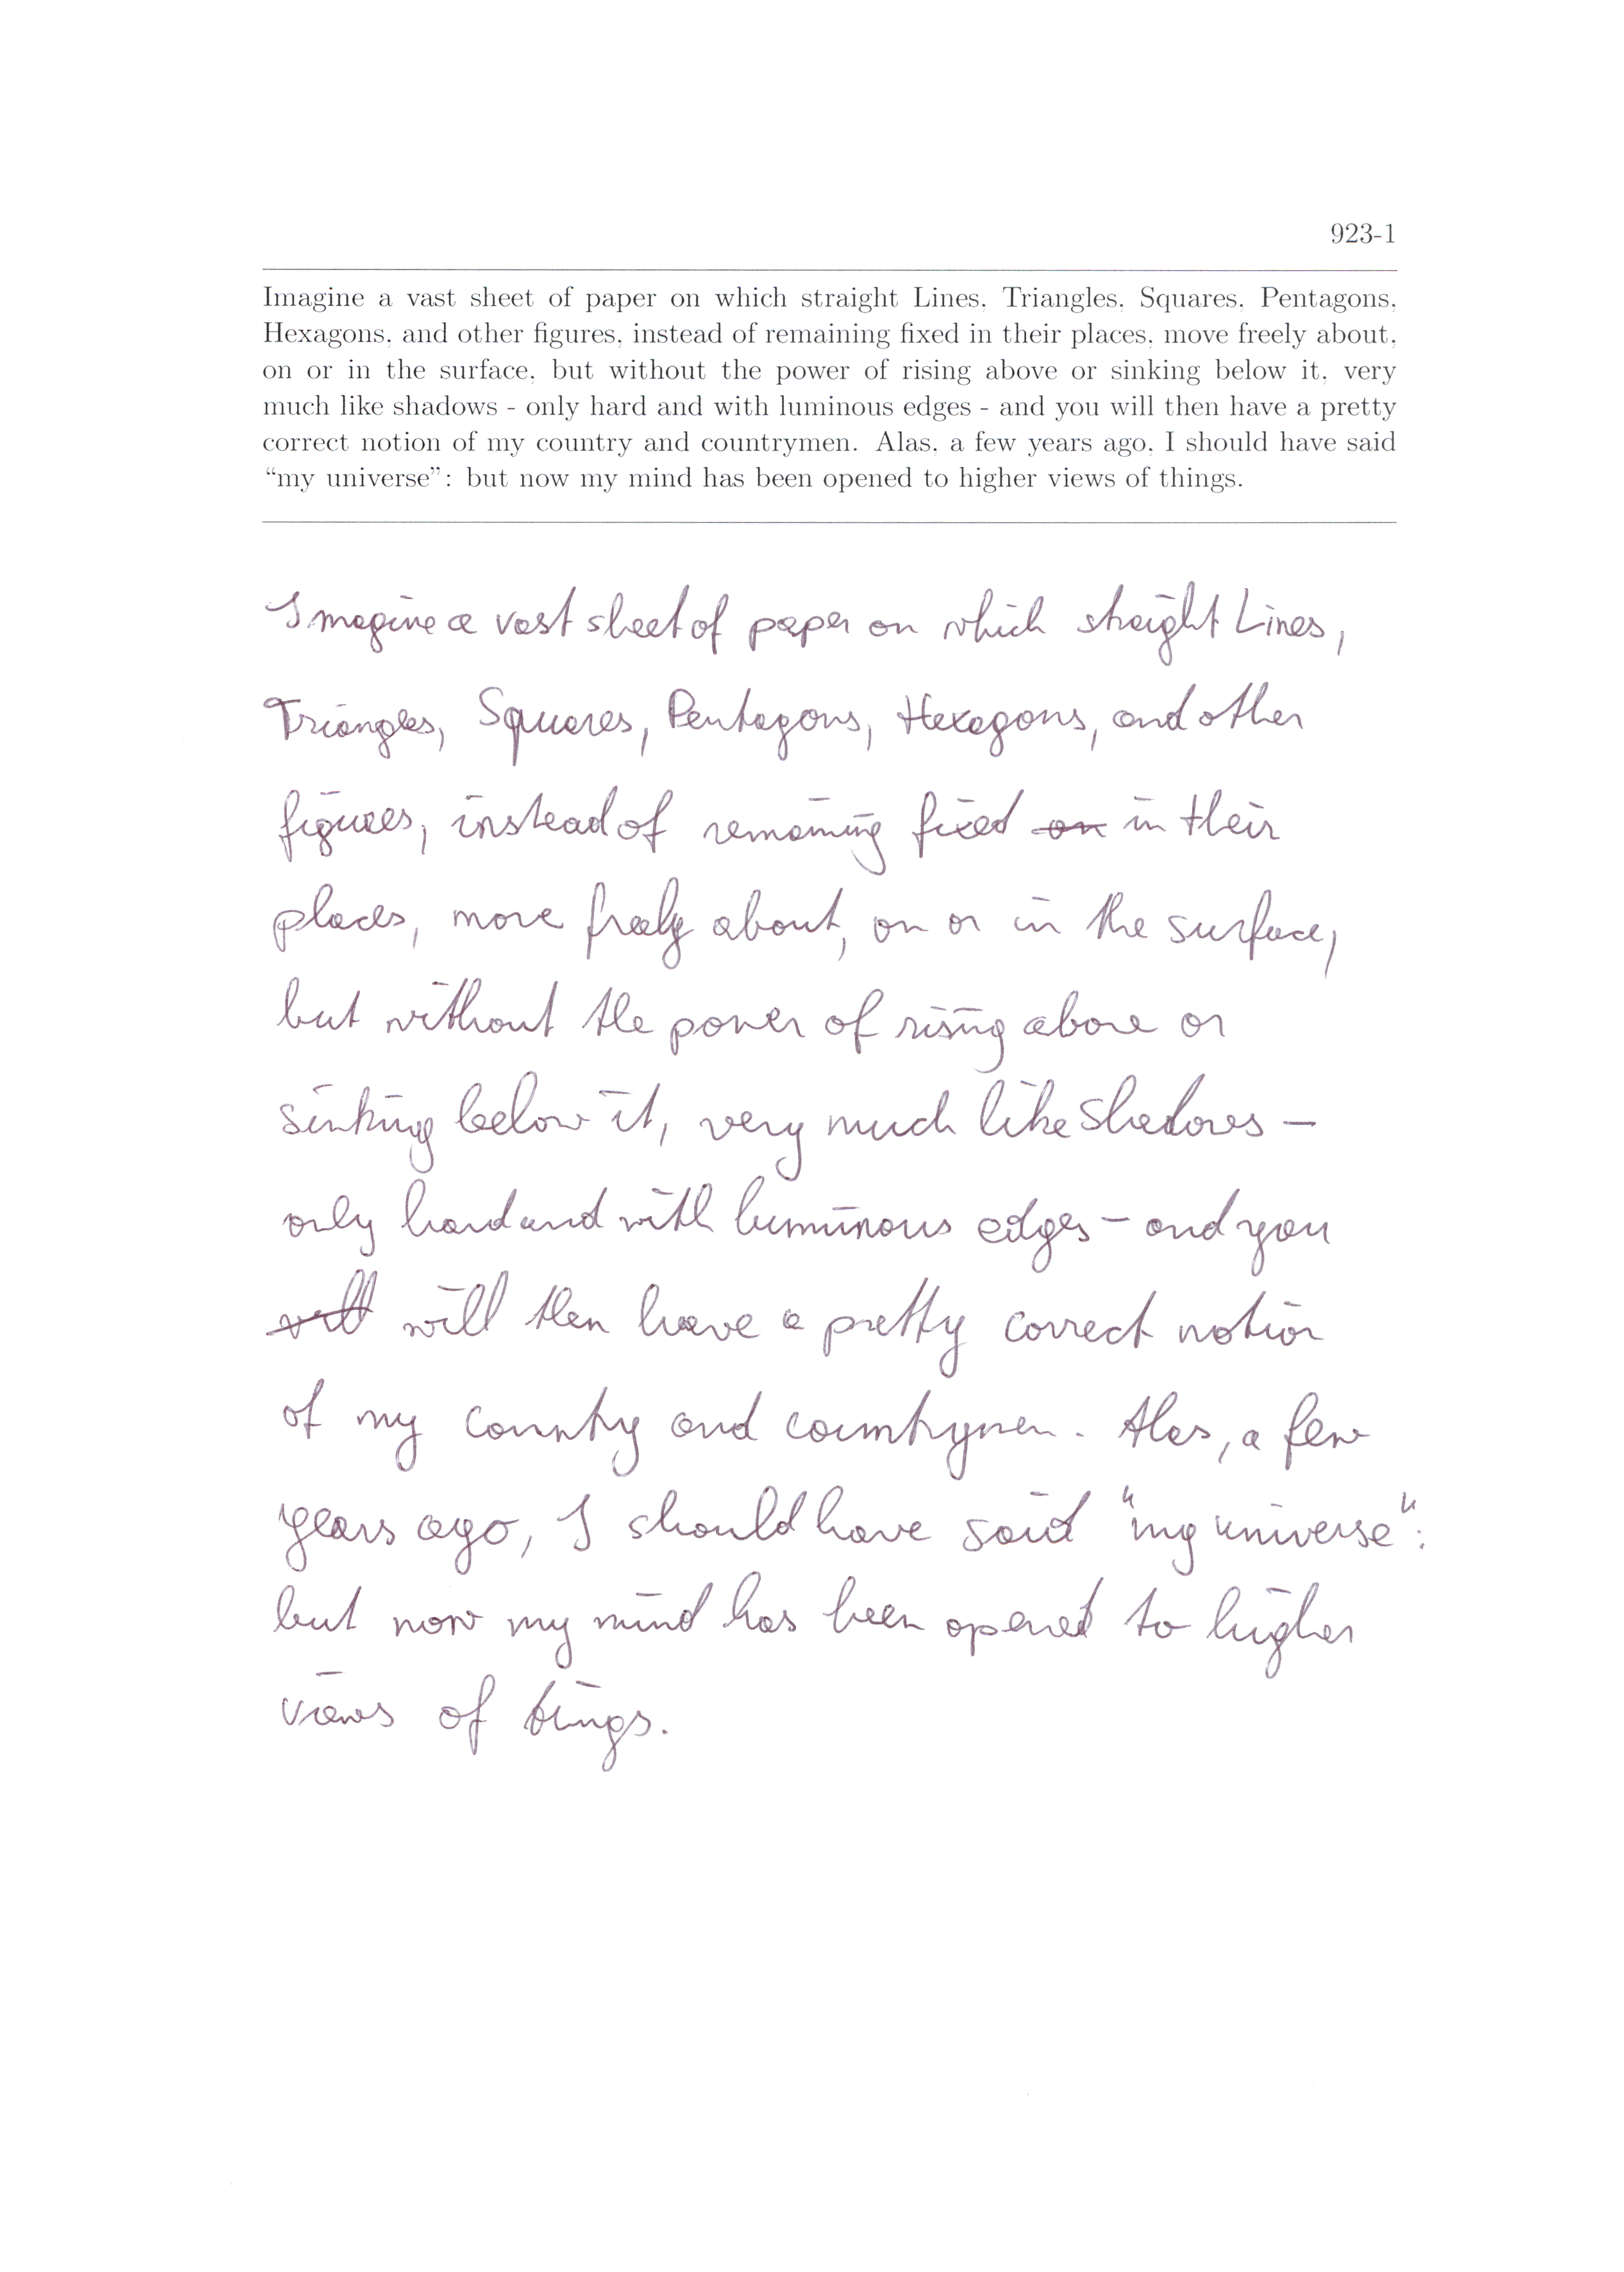 923-1
Imagine a vast sheet of paper on which straight Lines, Triangles, Squares, Pentagons,
Hexagons, and other figures, instead of remaining fixed in their places, move freely about,
on or in the surface, but without the power of rising above or sinking below it, very
much like shadows - only hard and with luminous edges - and you will then have a pretty
correct notion of my country and countrymen. Alas, a few years ago, I should have said
“my universe”: but now my mind has been opened to higher views of things.
Imagine a vast sheet of paper on which straight Lines,
Triangles, Squares, Pentagons, Hexagons, and other
figures, instead of remaining fixed on in their
places, move freely about, on or in the surface,
but without the power of rising above or
sinking below it, very much like shadows –
only hard and with luminous edges – and you
will will then have a pretty correct notion
of my country and countrymen. Alas, a few
years ago, I should have said "my universe":
but now my mind has been opened to higher
views of tings.